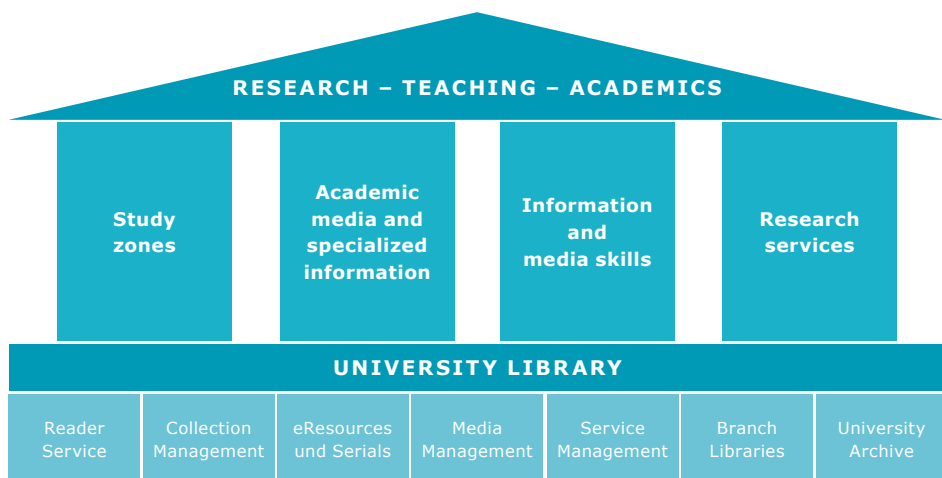 RESEARCH – TEACHING – ACADEMICS
Study
zones
Academic
media and
specialized
information
Information
and
media skills
Research
services
UNIVERSITY LIBRARY
Reader
Service
Collection
Management
eResources
und Serials
Media
Management
Service
Management
Branch
Libraries
University
Archive